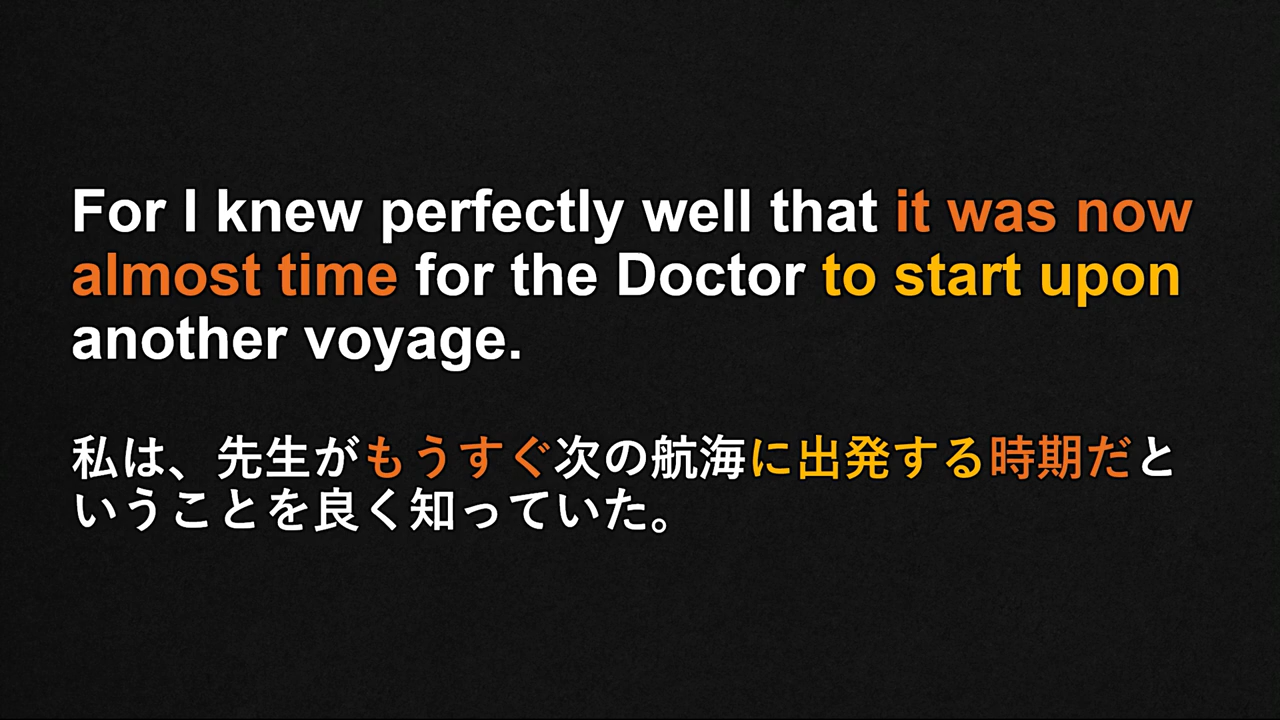 For I knew perfectly well that it was now
almost time for the Doctor to start upon
another voyage.
私は、先生がもうすぐ次の航海に出発する時期だと
いうことを良く知っていた。